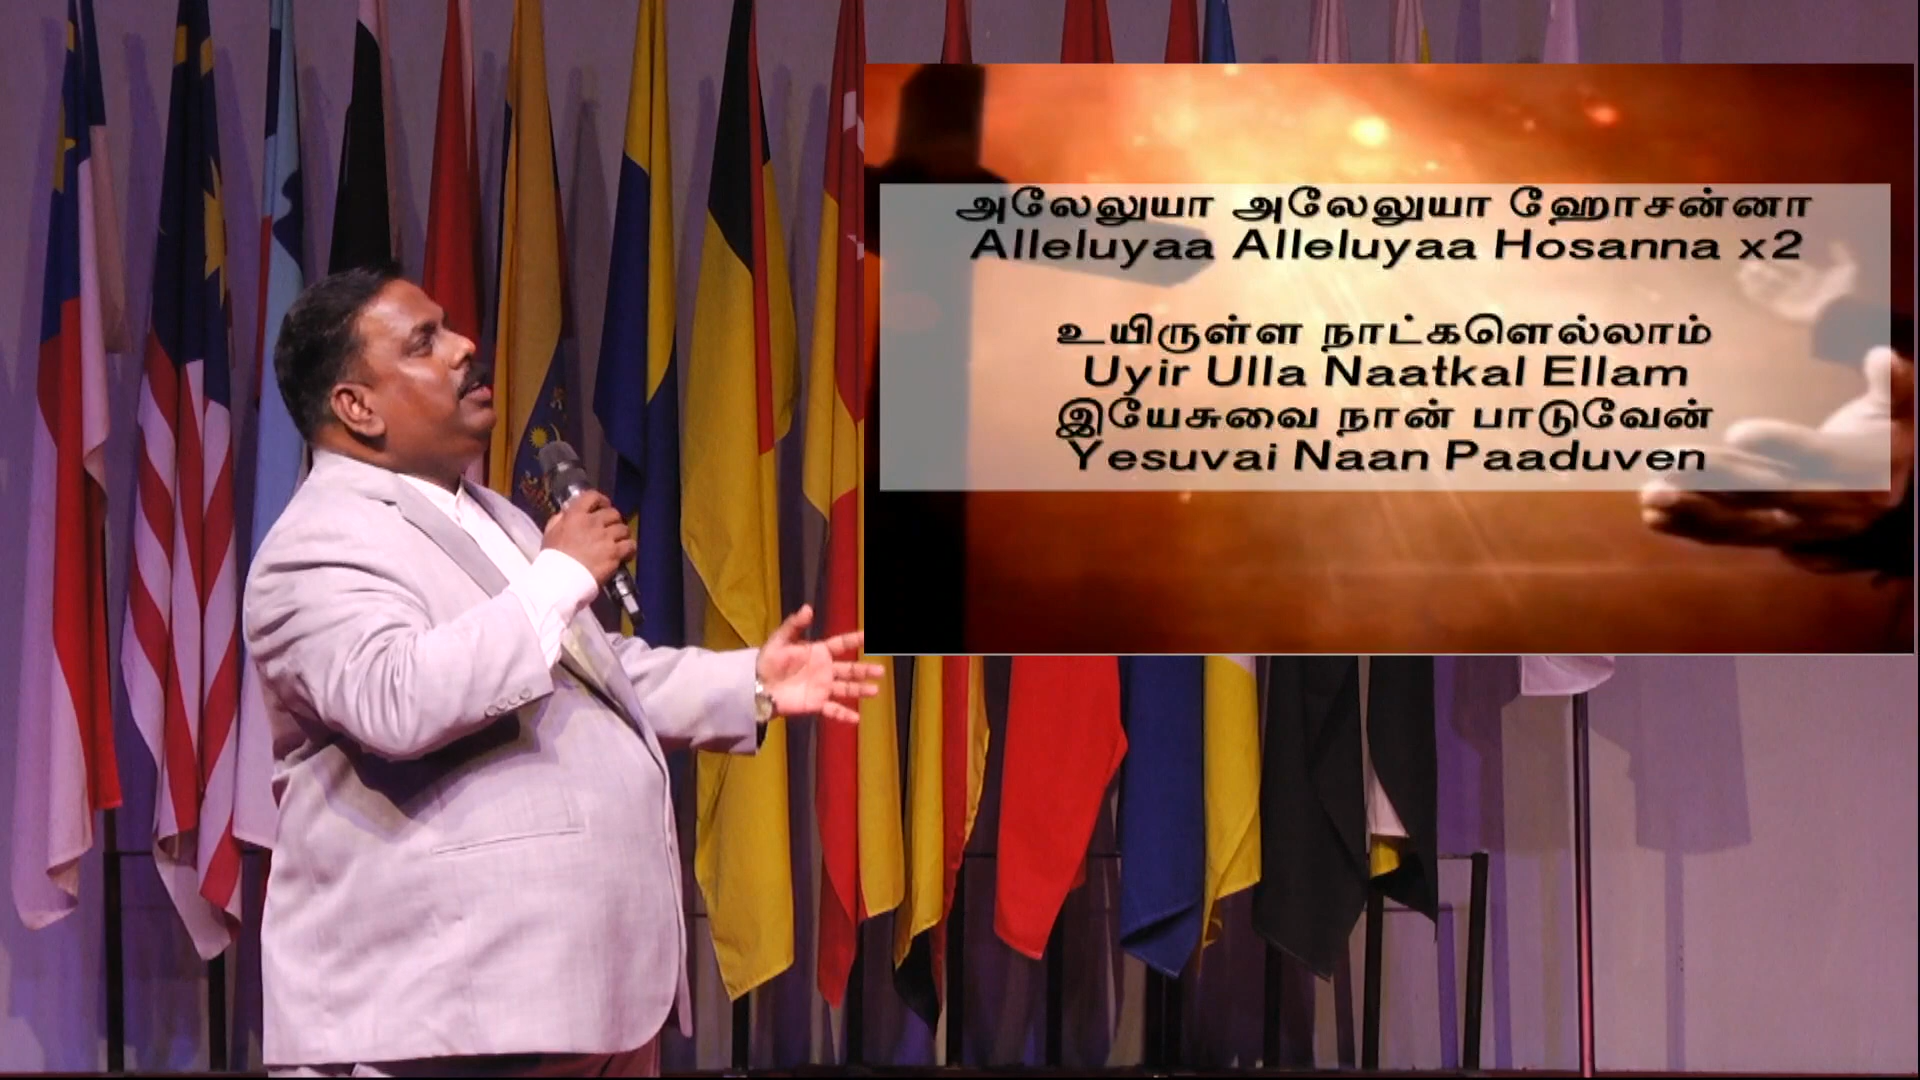 அலேலுயா அலேலுயா ஹோசன்னா
Alleluyaa Alleluyaa Hosanna x2
உயிருள்ள நாட்களெல்லாம்
Uyir Ulla Naatkal Ellam
இயேசுவை நான் பாடுவேன்
Yesuvai Naan Paaduven